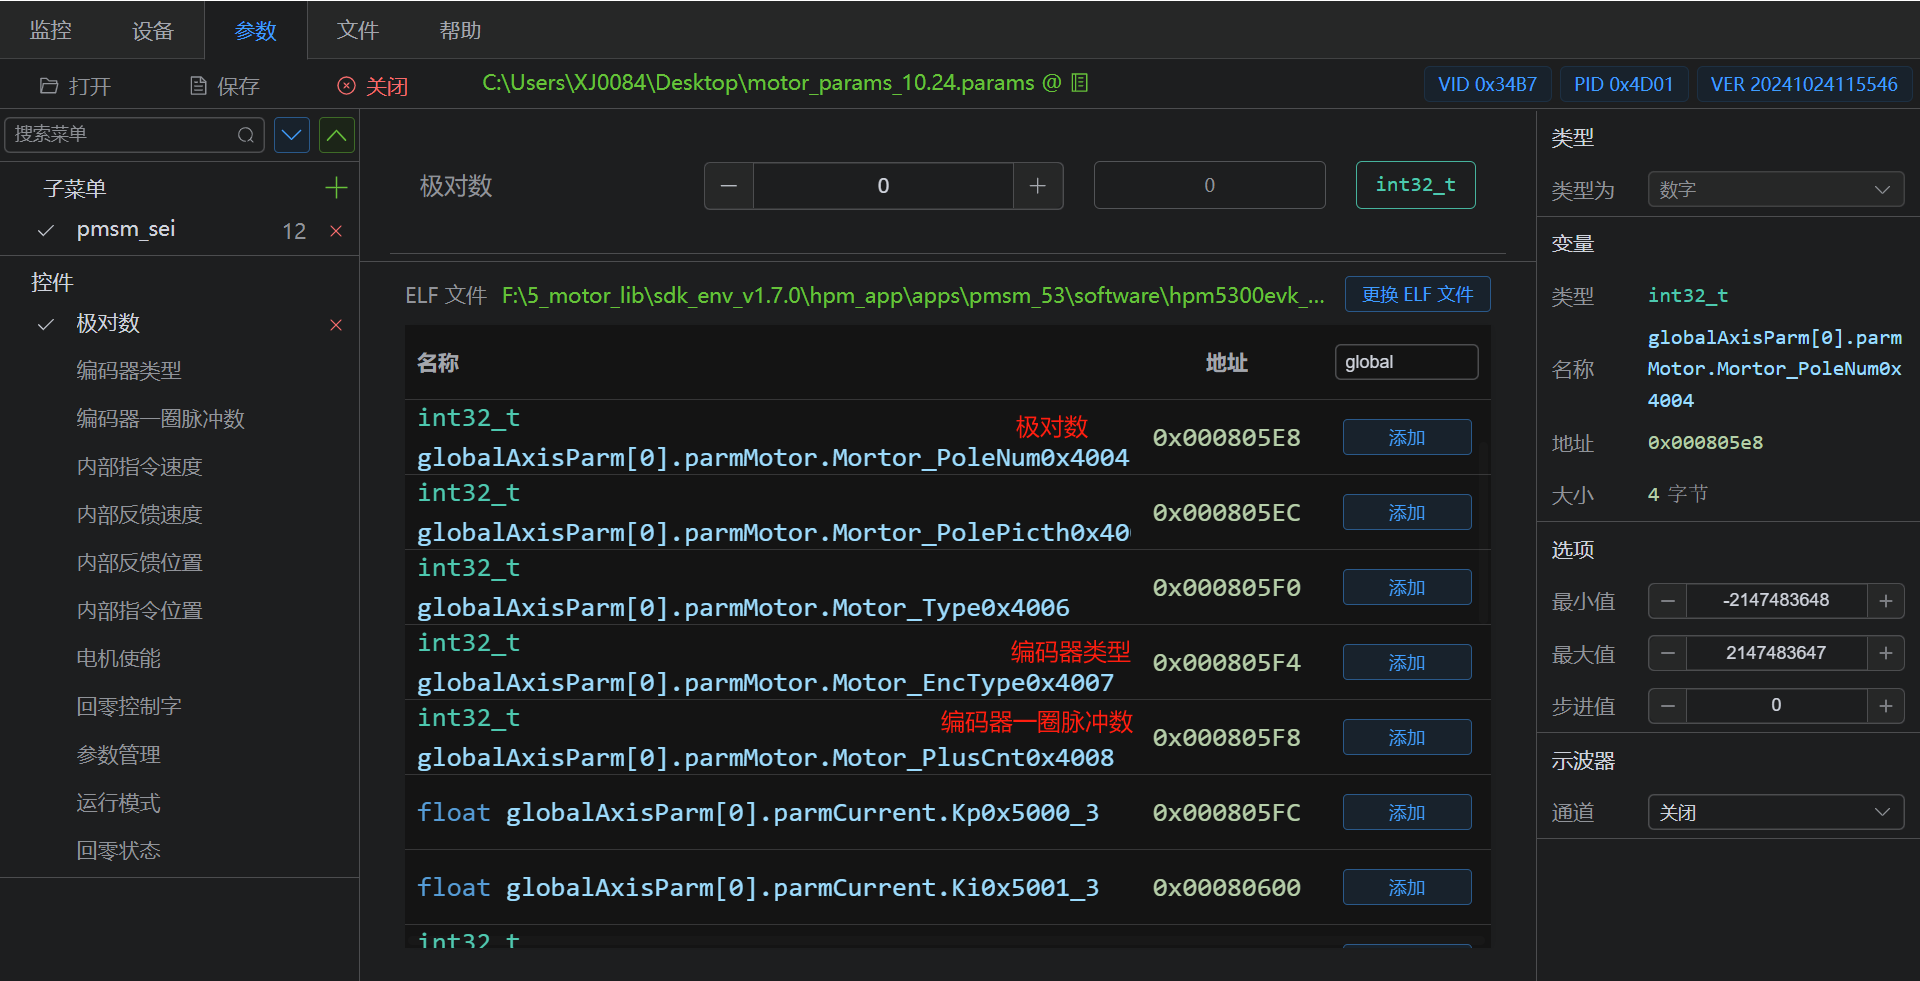 监控 设备 参数 文件 帮助
打开 保存 关闭 C:\Users\XJ0084\Desktop\motor_params_10.24.params @ VID 0x34B7 PID 0x4D01 VER 20241024115546
搜索菜单
子菜单
pmsm_sei 12
控件
极对数
编码器类型
编码器一圈脉冲数
内部指令速度
内部反馈速度
内部反馈位置
内部指令位置
电机使能
回零控制字
参数管理
运行模式
回零状态
极对数 0 0 int32_t
ELF 文件 F:\5_motor_lib\sdk_env_v1.7.0\hpm_app\apps\pmsm_53\software\hpm5300evk_... 更换 ELF 文件
名称 地址 global
int32_t
极对数
globalAxisParm[0].parmMotor.Mortor_PoleNum0x4004 0x000805E8 添加
int32_t
globalAxisParm[0].parmMotor.Mortor_PolePicth0x40 0x000805EC 添加
int32_t
globalAxisParm[0].parmMotor.Motor_Type0x4006 0x000805F0 添加
int32_t
编码器类型
globalAxisParm[0].parmMotor.Motor_EncType0x4007 0x000805F4 添加
int32_t
编码器一圈脉冲数
globalAxisParm[0].parmMotor.Motor_PlusCnt0x4008 0x000805F8 添加
float globalAxisParm[0].parmCurrent.Kp0x5000_3 0x000805FC 添加
float globalAxisParm[0].parmCurrent.Ki0x5001_3 0x00080600 添加
int32_t
类型
类型为 数字
变量
类型 int32_t
名称 globalAxisParm[0].parm
Motor.Mortor_PoleNum0x
4004
地址 0x000805e8
大小 4 字节
选项
最小值 -2147483648
最大值 2147483647
步进值 0
示波器
通道 关闭